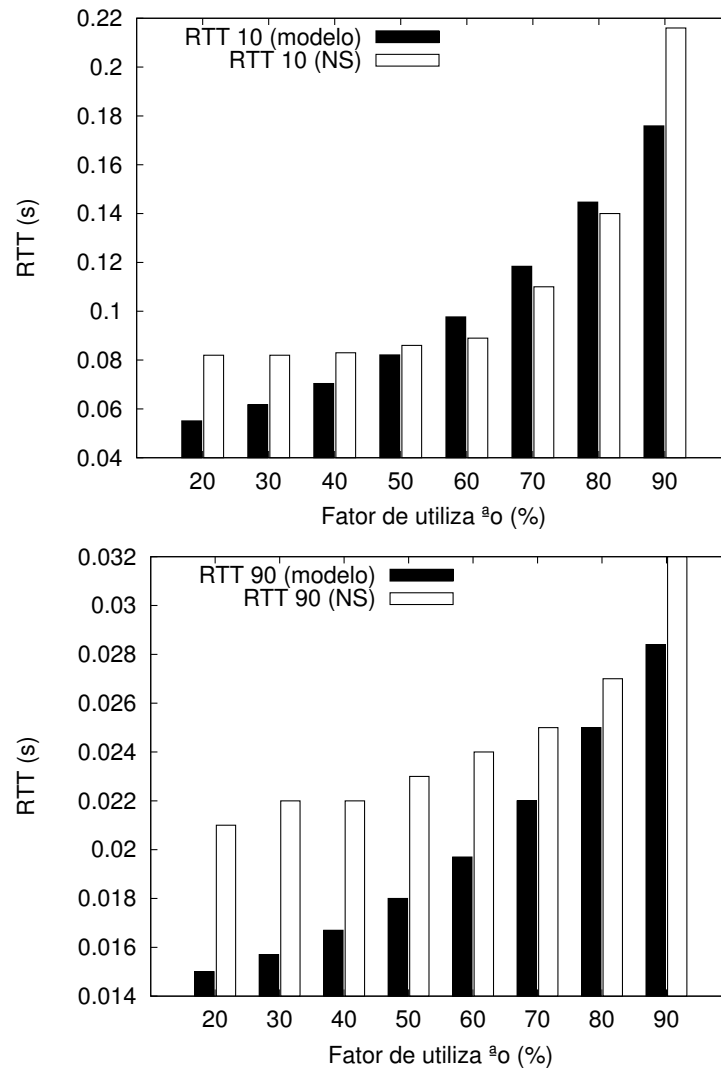 0.22
0.2
0.18
0.16
0.14
0.12
0.1
0.08
0.06
0.04
RTT (s)
RTT 10 (modelo)
RTT 10 (NS)
20 30 40 50 60 70 80 90
Fator de utiliza ªo (%)
0.032
0.03
0.028
0.026
0.024
0.022
0.02
0.018
0.016
0.014
RTT (s)
RTT 90 (modelo)
RTT 90 (NS)
20 30 40 50 60 70 80 90
Fator de utiliza ªo (%)